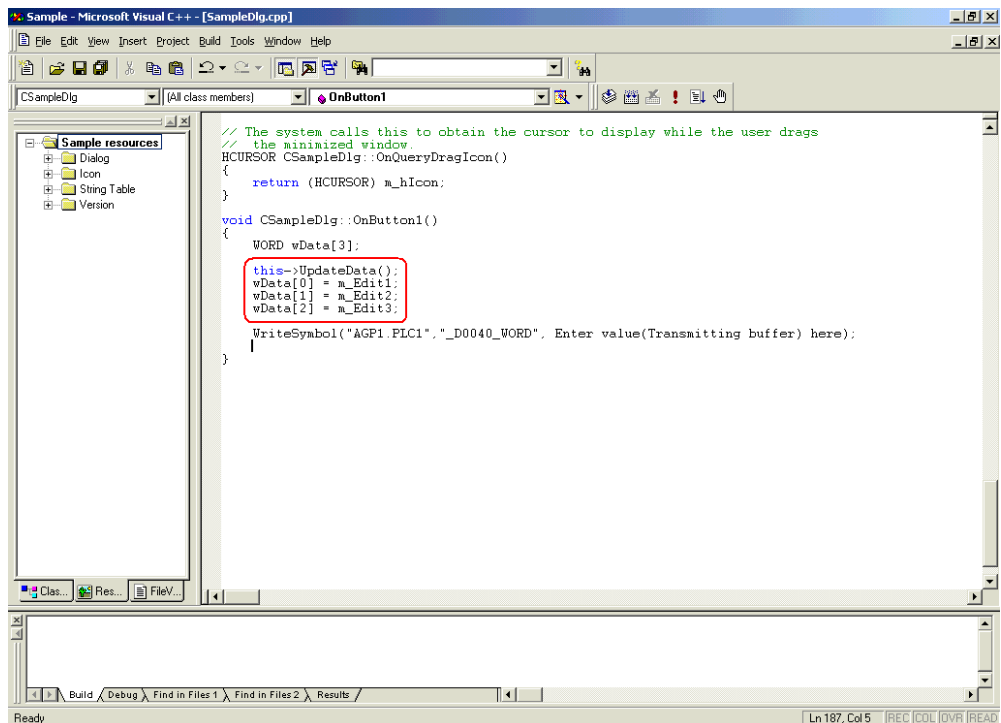 Sample - Microsoft Visual C++ - [SampleDlg.cpp]
File Edit View Insert Project Build Tools Window Help
CSampleDlg (All class members) OnButton1
Sample resources
Dialog
Icon
String Table
Version
Clas... Res... FileV...
// The system calls this to obtain the cursor to display while the user drags
//  the minimized window.
HCURSOR CSampleDlg::OnQueryDragIcon()
{
    return (HCURSOR) m_hIcon;
}
void CSampleDlg::OnButton1()
{
    WORD wData[3];
    this->UpdateData();
    wData[0] = m_Edit1;
    wData[1] = m_Edit2;
    wData[2] = m_Edit3;
    WriteSymbol("AGP1.PLC1","_D0040_WORD", Enter value(Transmitting buffer) here);
}
Build Debug Find in Files 1 Find in Files 2 Results
Ready
Ln 187, Col 5 REC COL OVR READ